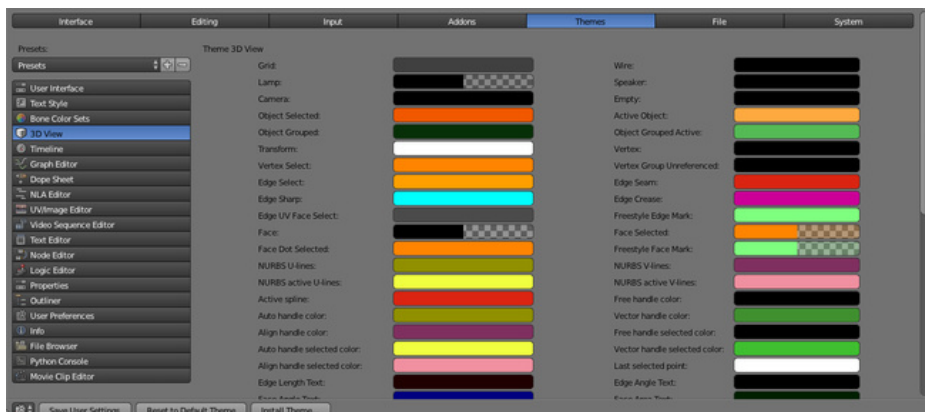 Interface Editing Input Addons Themes File System
Presets: Theme 3D View
Presets
User Interface
Text Style
Bone Color Sets
3D View
Timeline
Graph Editor
Dope Sheet
NLA Editor
UV/Image Editor
Video Sequence Editor
Text Editor
Node Editor
Logic Editor
Properties
Outliner
User Preferences
Info
File Browser
Python Console
Movie Clip Editor
Grid: Wire:
Lamp: Speaker:
Camera: Empty:
Object Selected: Active Object:
Object Grouped: Object Grouped Active:
Transform: Vertex:
Vertex Select: Vertex Group Unreferenced:
Edge Select: Edge Seam:
Edge Sharp: Edge Crease:
Edge UV Face Select: Freestyle Edge Mark:
Face: Face Selected:
Face Dot Selected: Freestyle Face Mark:
NURBS U-lines: NURBS V-lines:
NURBS active U-lines: NURBS active V-lines:
Active spline: Free handle color:
Auto handle color: Vector handle color:
Align handle color: Free handle selected color:
Auto handle selected color: Vector handle selected color:
Align handle selected color: Last selected point:
Edge Length Text: Edge Angle Text:
Face Angle Text: Face Area Text:
Save User Settings Reset to Default Theme Install Theme...